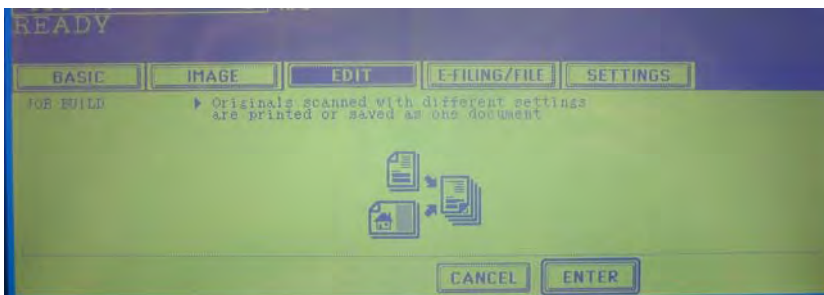 READY
BASIC IMAGE EDIT E-FILING/FILE SETTINGS
JOB BUILD ▶ Originals scanned with different settings
are printed or saved as one document
CANCEL ENTER